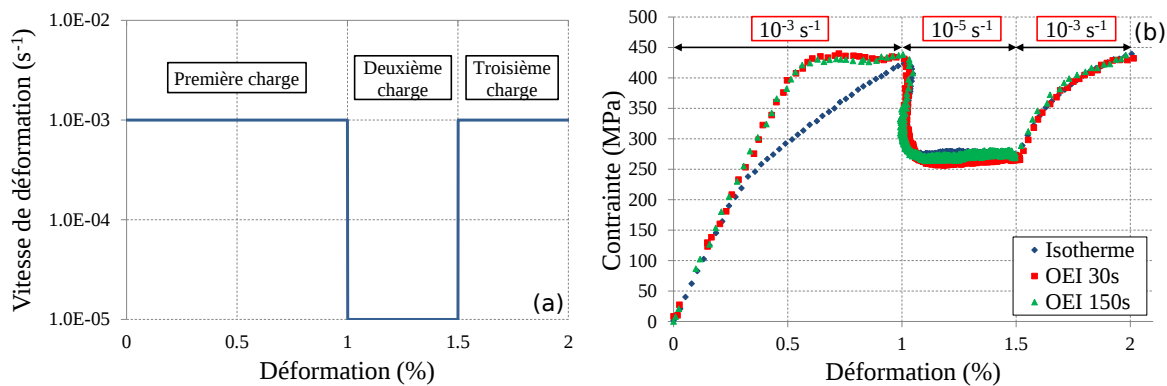 1.0E-02
1.0E-03
1.0E-04
1.0E-05
Vitesse de déformation (s⁻¹)
Première charge
Deuxième
charge
Troisième
charge
(a)
0
0.5
1
1.5
2
Déformation (%)
10⁻³ s⁻¹
10⁻⁵ s⁻¹
10⁻³ s⁻¹
(b)
500
450
400
350
300
250
200
150
100
50
0
Contrainte (MPa)
Isotherme
OEI 30s
OEI 150s
0
0.5
1
1.5
2
Déformation (%)